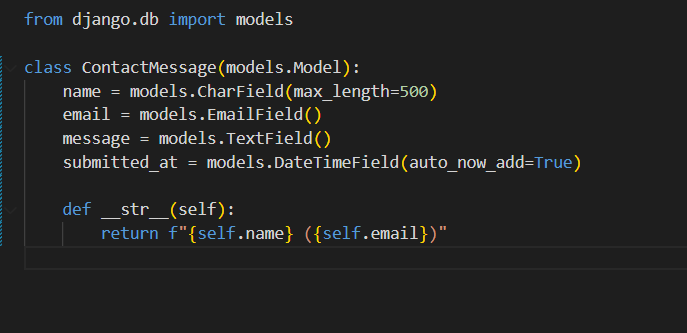 from django.db import models
class ContactMessage(models.Model):
    name = models.CharField(max_length=500)
    email = models.EmailField()
    message = models.TextField()
    submitted_at = models.DateTimeField(auto_now_add=True)
    def __str__(self):
        return f"{self.name} ({self.email})"